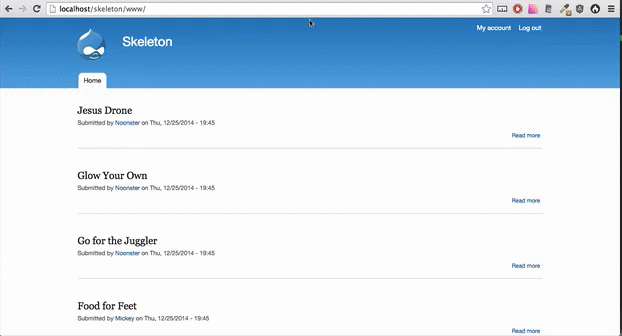 localhost/skeleton/www/
My account Log out
Skeleton
Home
Jesus Drone
Submitted by Noonster on Thu, 12/25/2014 - 19:45
Read more
Glow Your Own
Submitted by Noonster on Thu, 12/25/2014 - 19:45
Read more
Go for the Juggler
Submitted by Noonster on Thu, 12/25/2014 - 19:45
Read more
Food for Feet
Submitted by Mickey on Thu, 12/25/2014 - 19:45
Read more